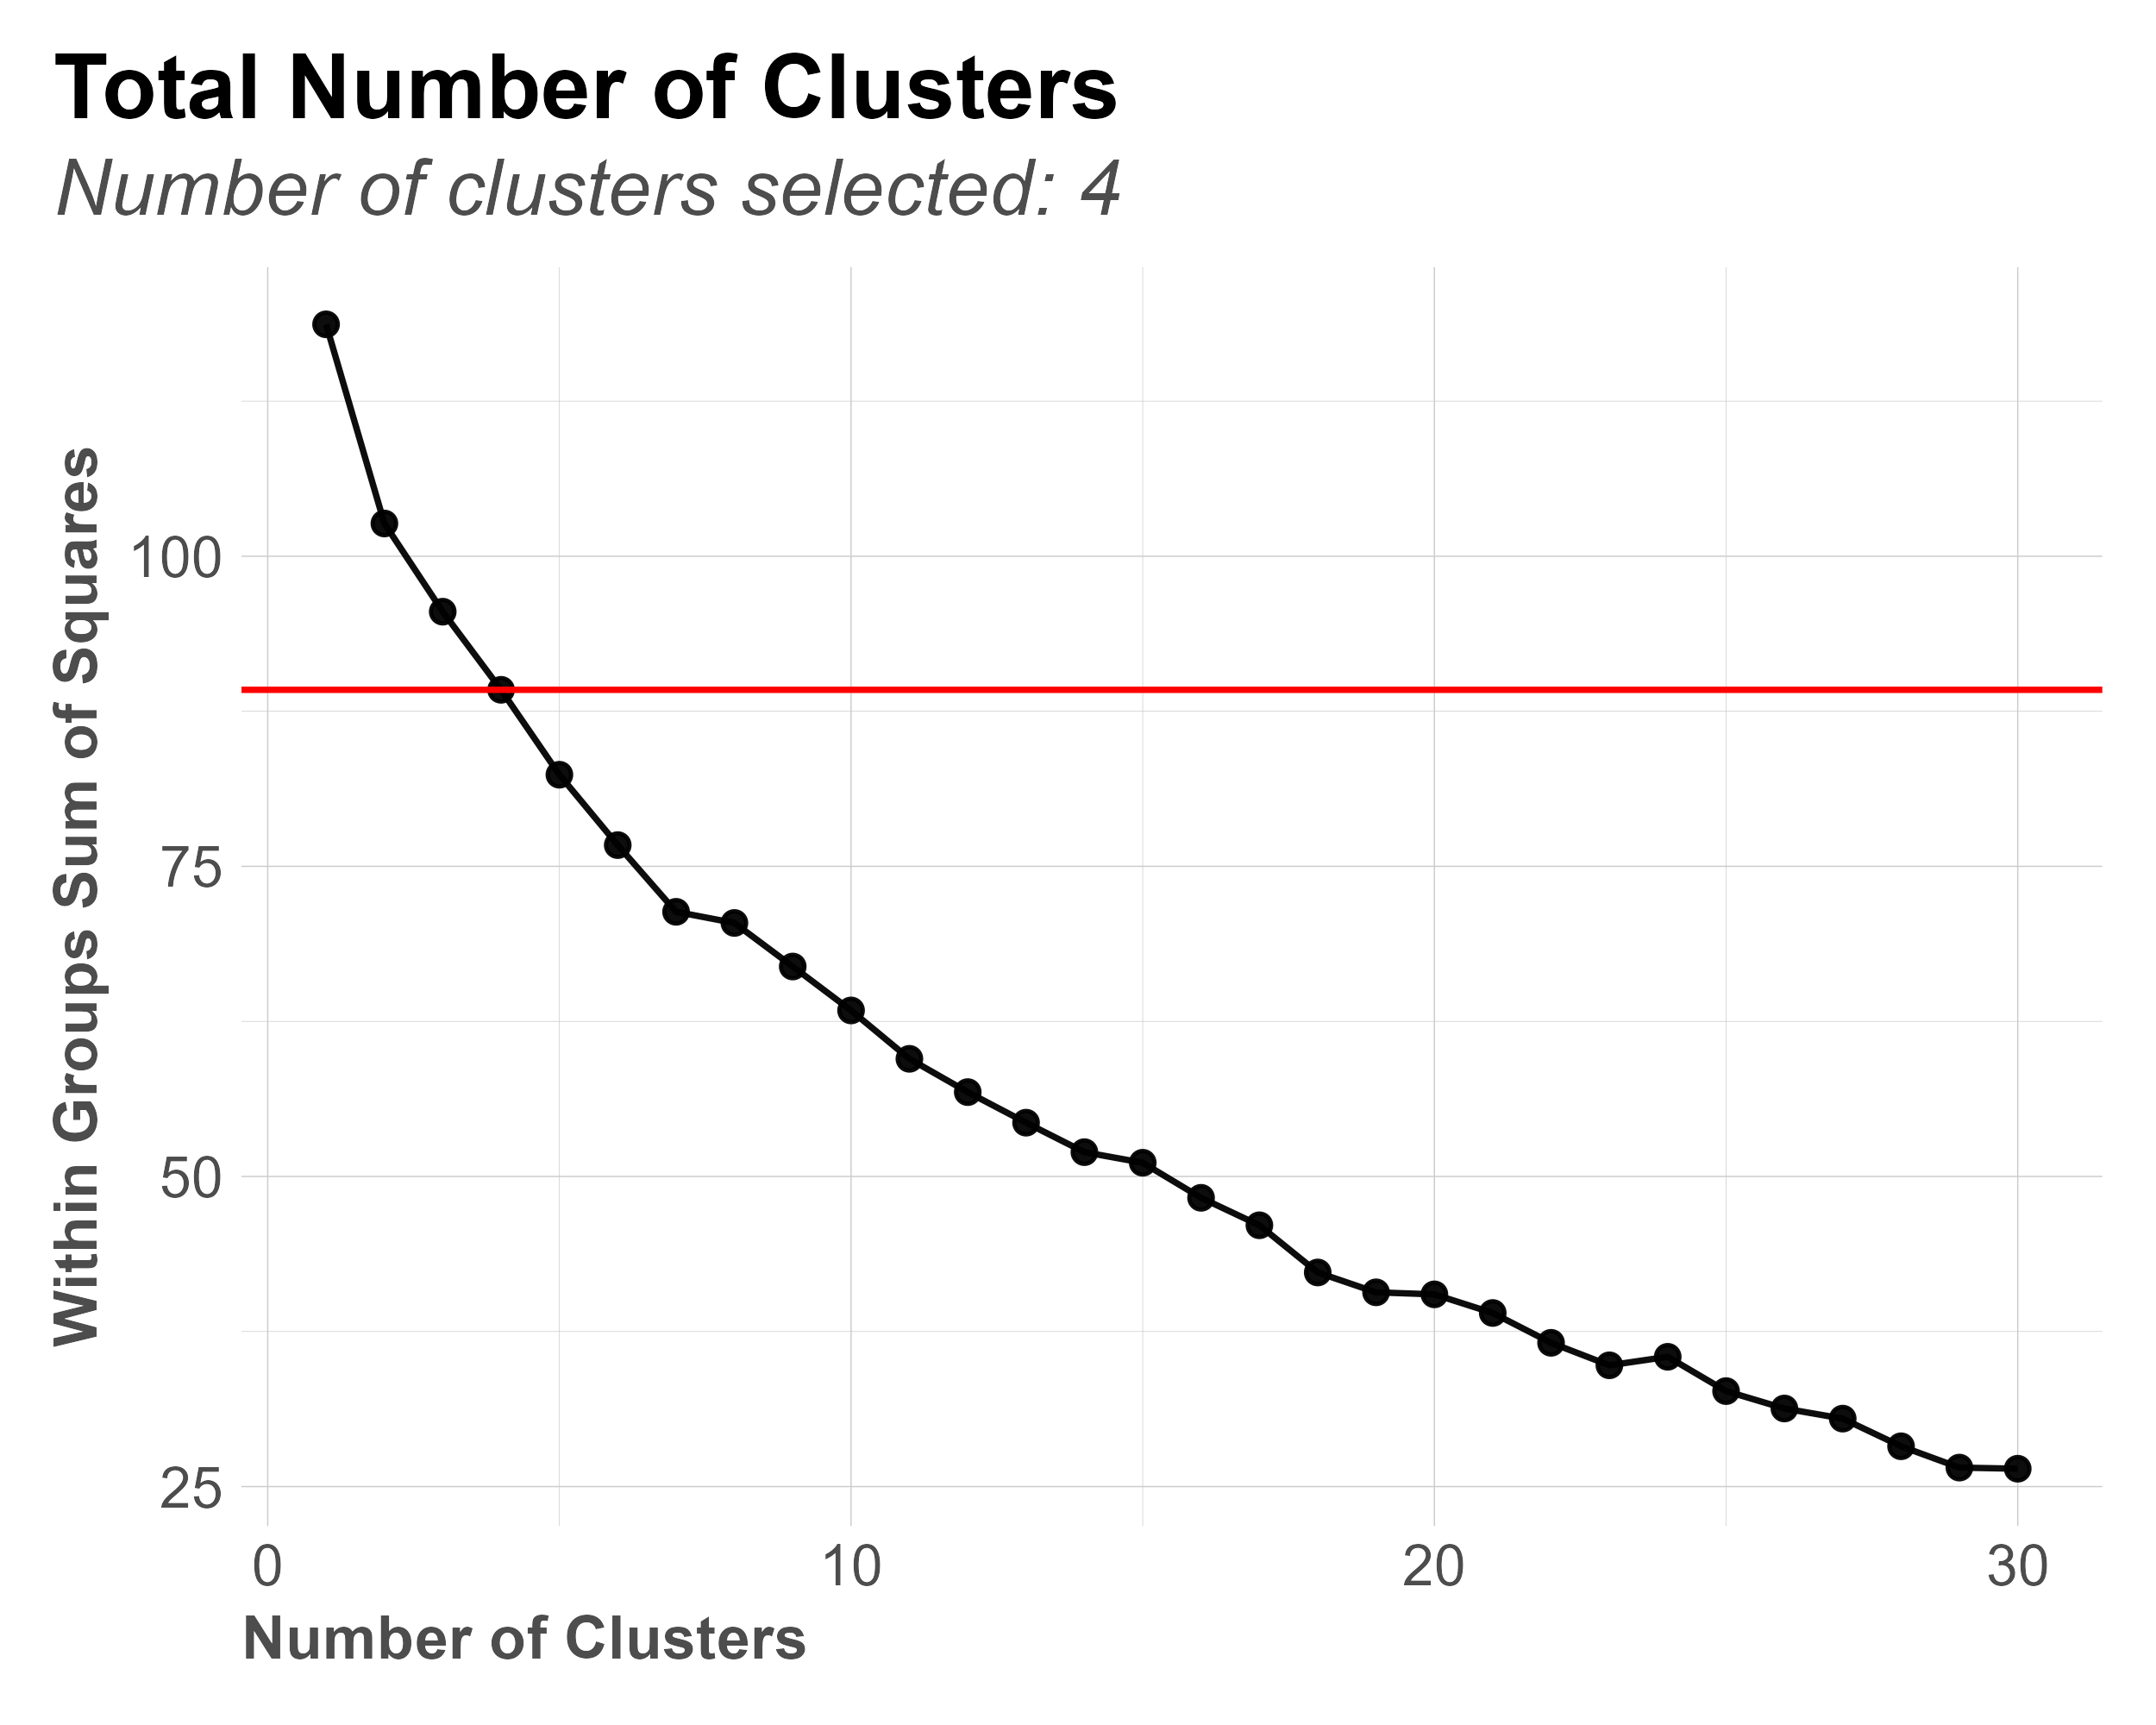 Total Number of Clusters
Number of clusters selected: 4
Within Groups Sum of Squares
100
75
50
25
0 10 20 30
Number of Clusters